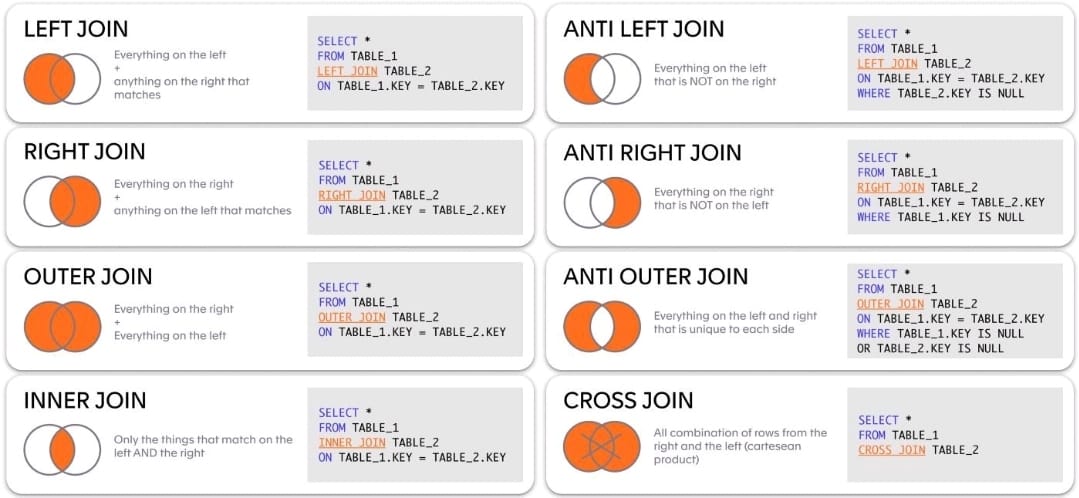 LEFT JOIN
Everything on the left
+
anything on the right that
matches
SELECT *
FROM TABLE_1
LEFT JOIN TABLE_2
ON TABLE_1.KEY = TABLE_2.KEY
ANTI LEFT JOIN
Everything on the left
that is NOT on the right
SELECT *
FROM TABLE_1
LEFT JOIN TABLE_2
ON TABLE_1.KEY = TABLE_2.KEY
WHERE TABLE_2.KEY IS NULL
RIGHT JOIN
Everything on the right
+
anything on the left that matches
SELECT *
FROM TABLE_1
RIGHT JOIN TABLE_2
ON TABLE_1.KEY = TABLE_2.KEY
ANTI RIGHT JOIN
Everything on the right
that is NOT on the left
SELECT *
FROM TABLE_1
RIGHT JOIN TABLE_2
ON TABLE_1.KEY = TABLE_2.KEY
WHERE TABLE_1.KEY IS NULL
OUTER JOIN
Everything on the right
+
Everything on the left
SELECT *
FROM TABLE_1
OUTER JOIN TABLE_2
ON TABLE_1.KEY = TABLE_2.KEY
ANTI OUTER JOIN
Everything on the left and right
that is unique to each side
SELECT *
FROM TABLE_1
OUTER JOIN TABLE_2
ON TABLE_1.KEY = TABLE_2.KEY
WHERE TABLE_1.KEY IS NULL
OR TABLE_2.KEY IS NULL
INNER JOIN
Only the things that match on the
left AND the right
SELECT *
FROM TABLE_1
INNER JOIN TABLE_2
ON TABLE_1.KEY = TABLE_2.KEY
CROSS JOIN
All combination of rows from the
right and the left (cartesean
product)
SELECT *
FROM TABLE_1
CROSS JOIN TABLE_2